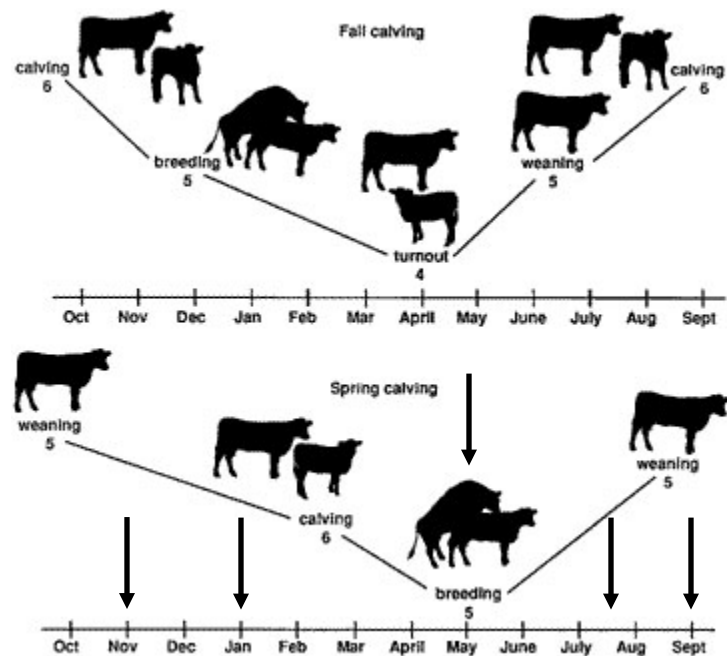 Fall calving
calving
6
calving
6
breeding
5
weaning
5
turnout
4
Oct Nov Dec Jan Feb Mar April May June July Aug Sept
Spring calving
weaning
5
weaning
5
calving
6
breeding
5
Oct Nov Dec Jan Feb Mar April May June July Aug Sept